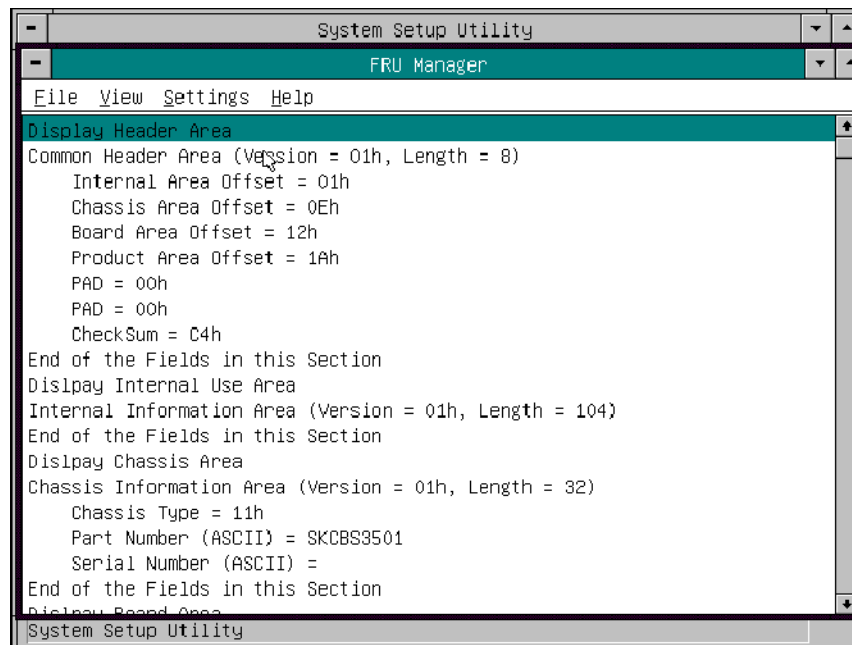 System Setup Utility
FRU Manager
File View Settings Help
Display Header Area
Common Header Area (Version = 01h, Length = 8)
Internal Area Offset = 01h
Chassis Area Offset = 0Eh
Board Area Offset = 12h
Product Area Offset = 1Ah
PAD = 00h
PAD = 00h
CheckSum = C4h
End of the Fields in this Section
Dislpay Internal Use Area
Internal Information Area (Version = 01h, Length = 104)
End of the Fields in this Section
Dislpay Chassis Area
Chassis Information Area (Version = 01h, Length = 32)
Chassis Type = 11h
Part Number (ASCII) = SKCBS3501
Serial Number (ASCII) =
End of the Fields in this Section
Dislpay Board Area
System Setup Utility